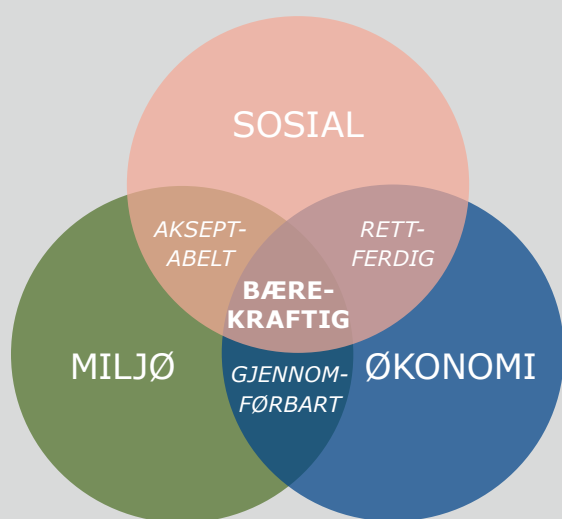 SOSIAL
AKSEPT-
ABELT
RETT-
FERDIG
BÆRE-
KRAFTIG
MILJØ
ØKONOMI
GJENNOM-
FØRBART